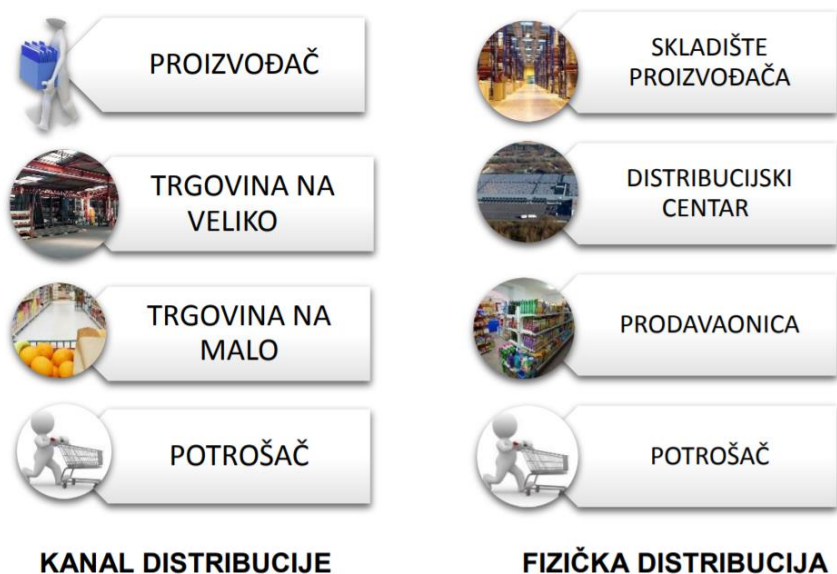 PROIZVOĐAČ
TRGOVINA NA
VELIKO
TRGOVINA NA
MALO
POTROŠAČ
KANAL DISTRIBUCIJE
SKLADIŠTE
PROIZVOĐAČA
DISTRIBUCIJSKI
CENTAR
PRODAVAONICA
POTROŠAČ
FIZIČKA DISTRIBUCIJA